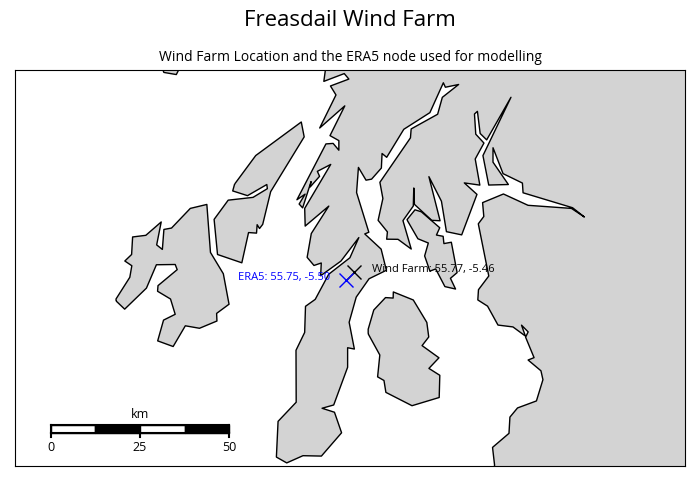 Freasdail Wind Farm
Wind Farm Location and the ERA5 node used for modelling
Wind Farm: 55.77, -5.46
ERA5: 55.75, -5.50
km
0 25 50